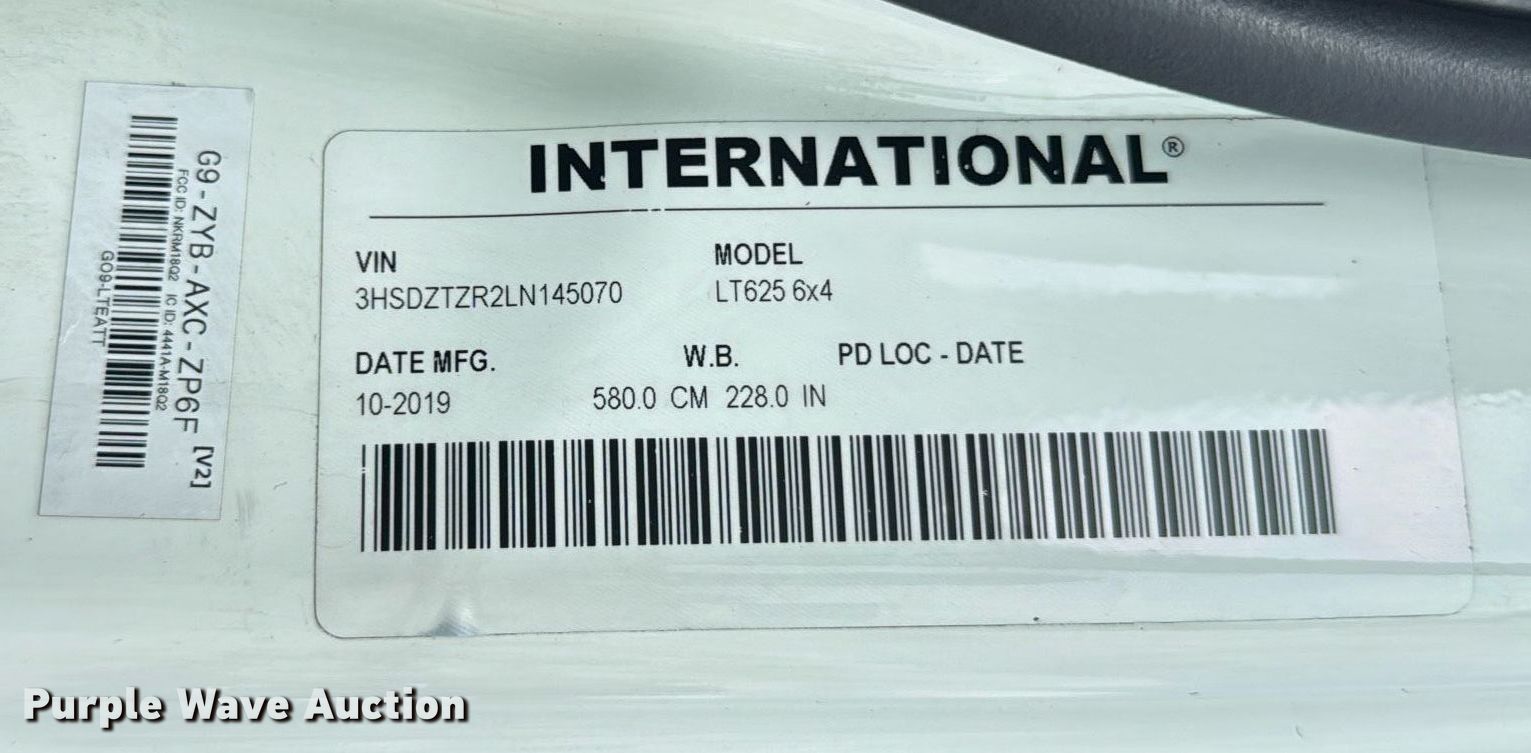 G9-ZYB-AXC-ZP6F [V2]
FCC ID: NKRM18Q2 IC ID: 4441A-M18Q2
G09-LTEATT
INTERNATIONAL®
VIN MODEL
3HSDZTZR2LN145070 LT625 6x4
DATE MFG. W.B. PD LOC - DATE
10-2019 580.0 CM 228.0 IN
Purple Wave Auction